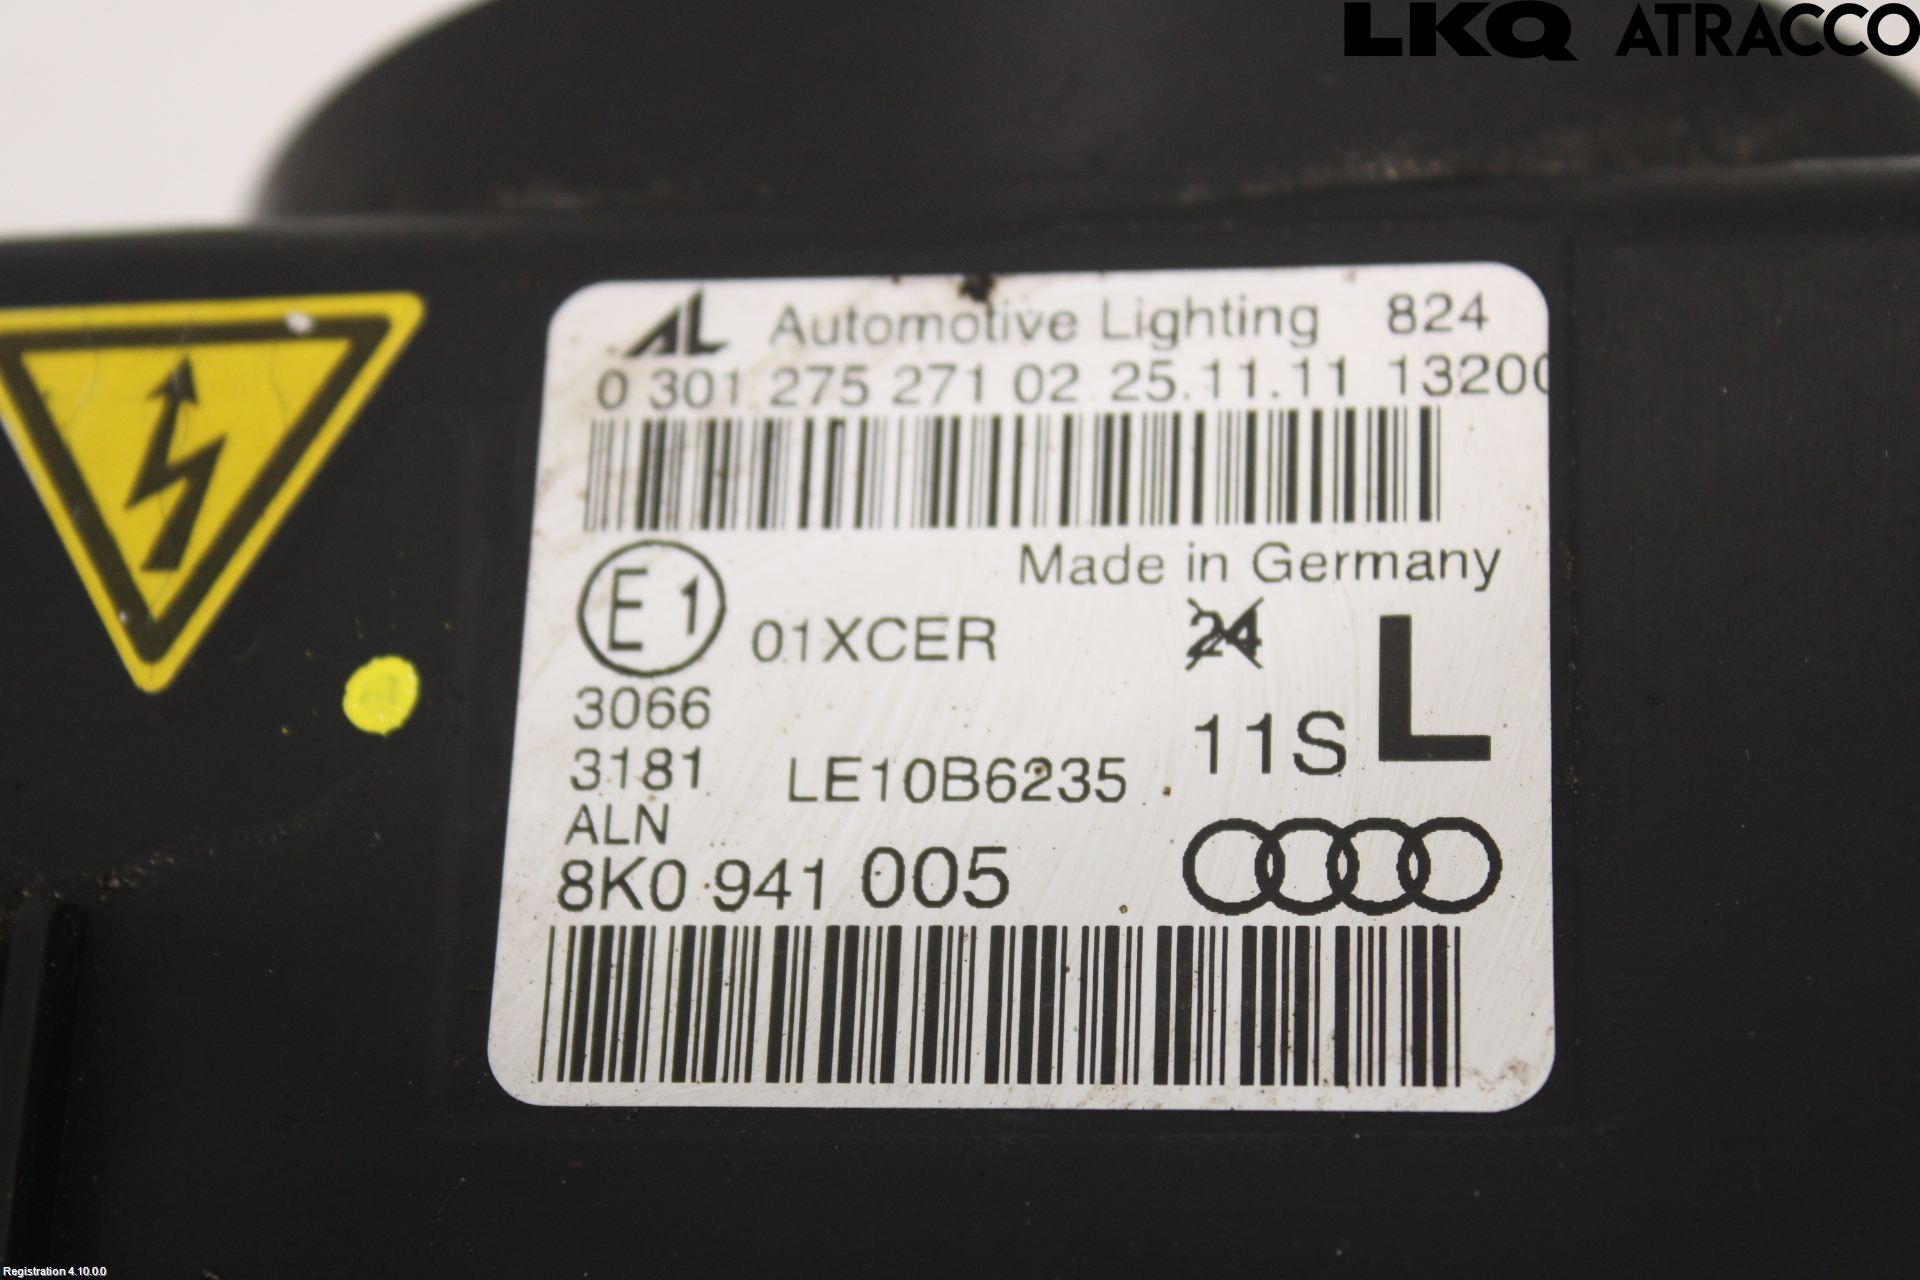 LKQ ATRACCO
AL Automotive Lighting 824
0 301 275 271 02 25.11.11 13200
Made in Germany
E1 01XCER 24 L
3066 11S
3181 LE10B6235
ALN
8K0 941 005
Registration 4.10.0.0